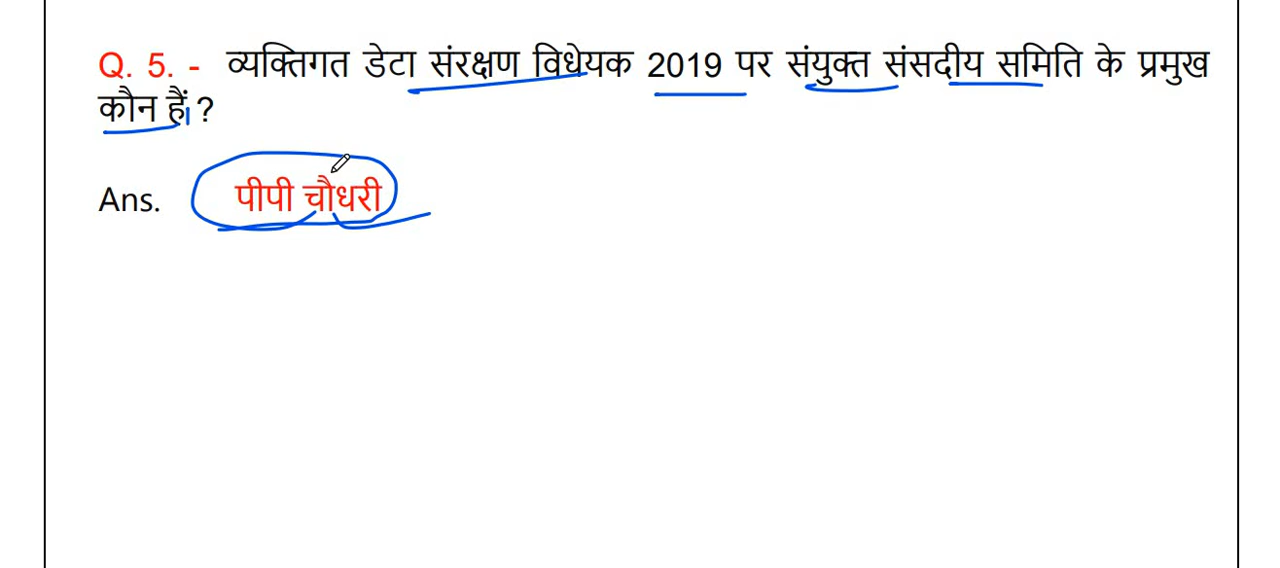 Q. 5. - व्यक्तिगत डेटा संरक्षण विधेयक 2019 पर संयुक्त संसदीय समिति के प्रमुख
कौन हैं ?
Ans. पीपी चौधरी